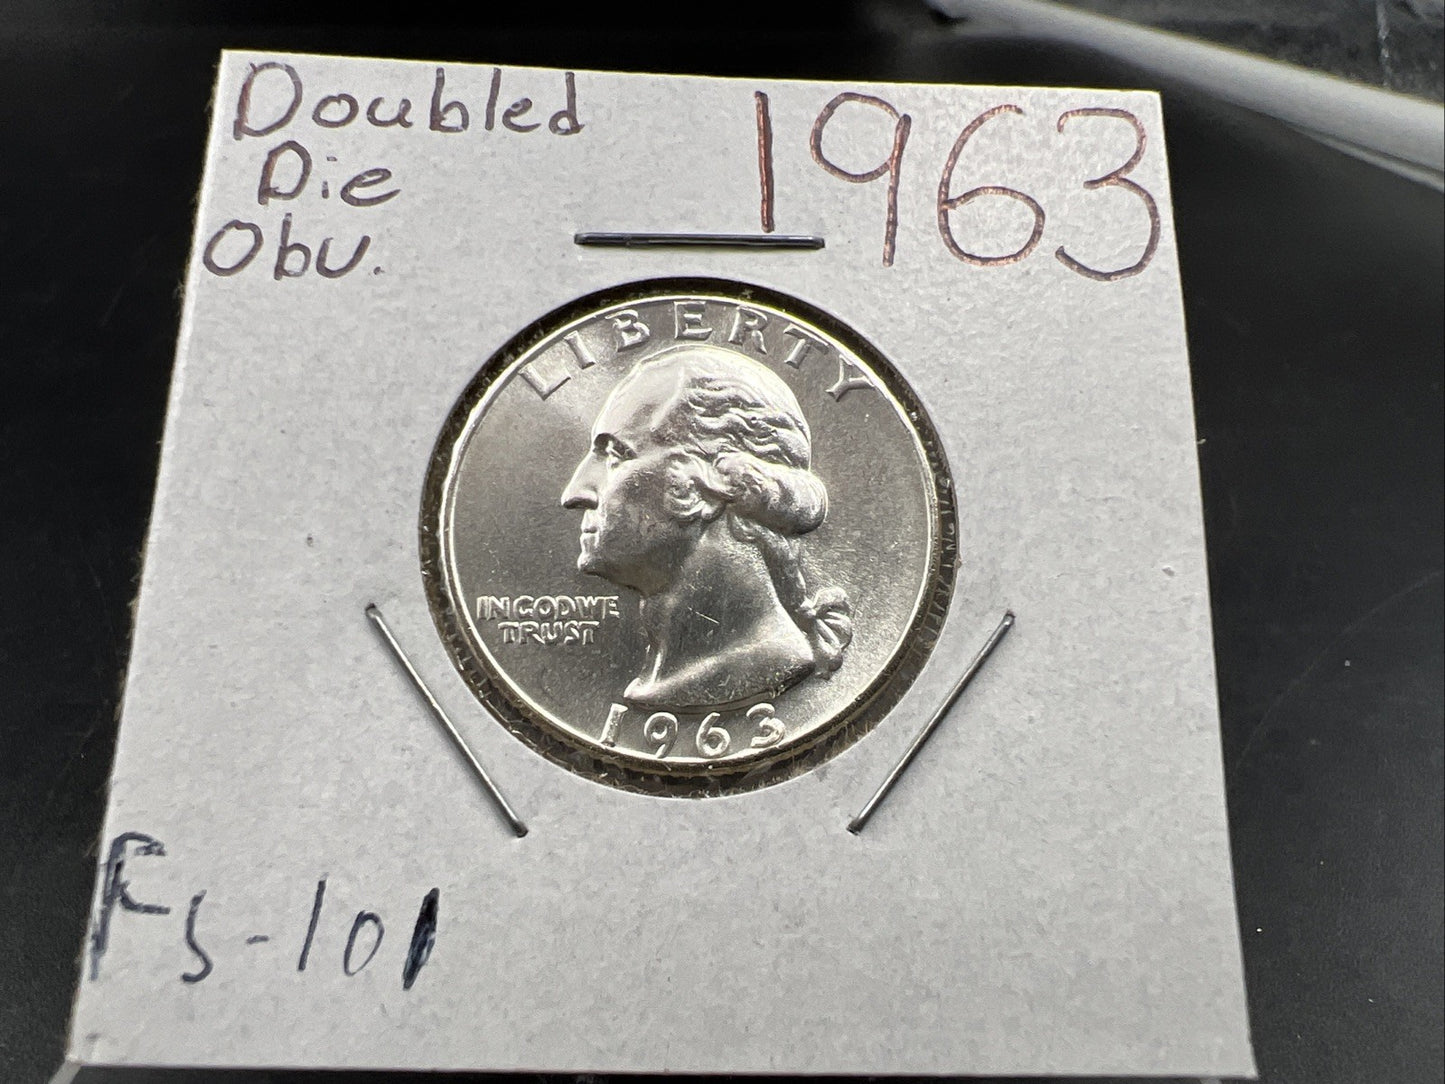 Doubled
Die
Obv.
1963
LIBERTY
IN GOD WE
TRUST
1963
FS-101